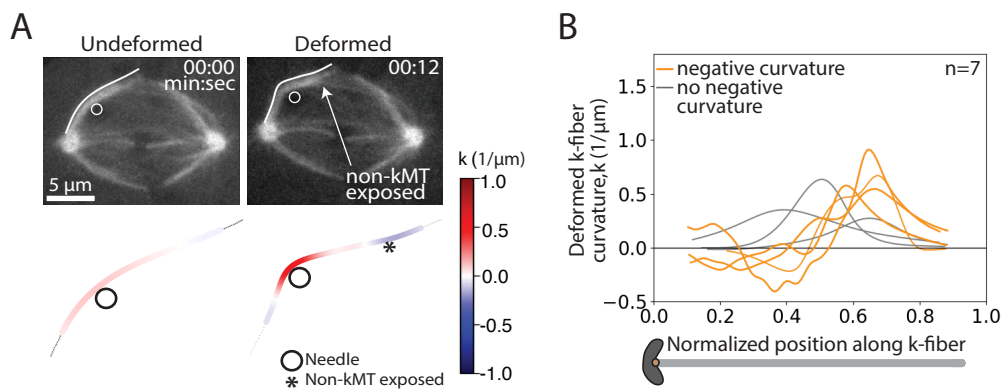 A
Undeformed
Deformed
00:00
min:sec
00:12
5 μm
non-kMT
exposed
k (1/μm)
1.0
0.5
0.0
-0.5
-1.0
Needle
* Non-kMT exposed
B
negative curvature
no negative
curvature
n=7
Deformed k-fiber
curvature,k (1/μm)
1.5
1.0
0.5
0.0
−0.5
0.0 0.2 0.4 0.6 0.8 1.0
Normalized position along k-fiber